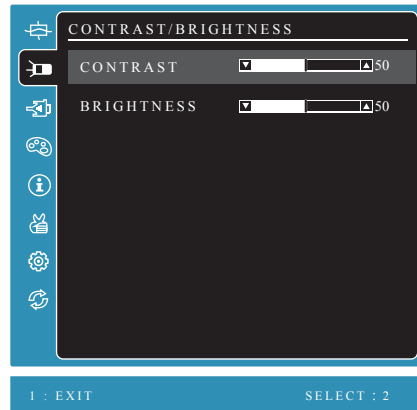 CONTRAST/BRIGHTNESS
CONTRAST 50
BRIGHTNESS 50
1 : EXIT SELECT : 2